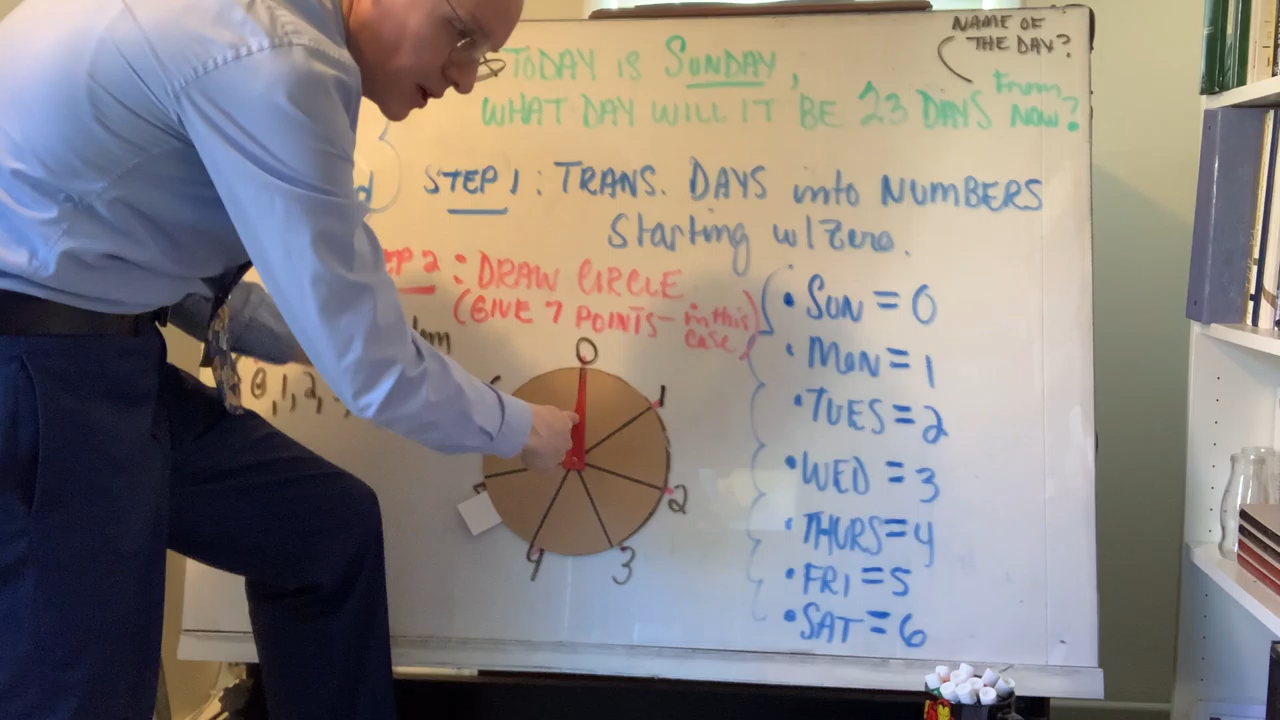 NAME OF
THE DAY?
TODAY IS SUNDAY,
WHAT DAY WILL IT BE 23 DAYS From NOW?
STEP 1: TRANS. DAYS into NUMBERS
Starting w/Zero.
EP 2: DRAW CIRCLE
(GIVE 7 POINTS- in this
case)
• SUN = 0
• MON = 1
• TUES = 2
• WED = 3
• THURS = 4
• FRI = 5
• SAT = 6
0, 1, 2,
0
1
2
3
4